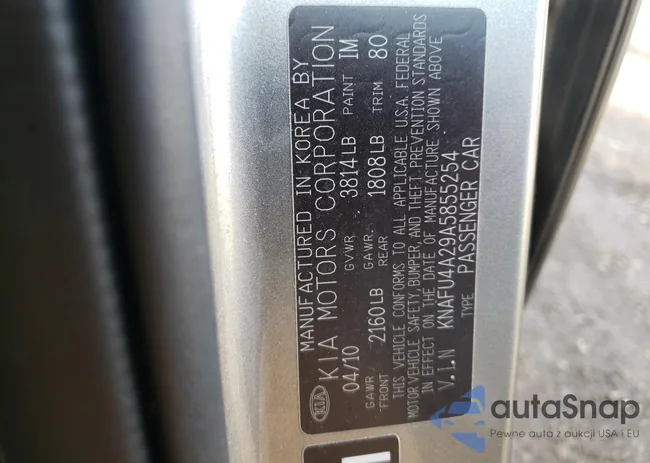 MANUFACTURED IN KOREA BY
KIA KIA MOTORS CORPORATION
04/10 GVWR 3814LB PAINT IM
GAWR FRONT 2160LB GAWR REAR 1808LB TRIM 80
THIS VEHICLE CONFORMS TO ALL APPLICABLE U.S.A. FEDERAL
MOTOR VEHICLE SAFETY, BUMPER, AND THEFT PREVENTION STANDARDS
IN EFFECT ON THE DATE OF MANUFACTURE SHOWN ABOVE
V.I.N KNAFU4A29A5855254
TYPE PASSENGER CAR
autaSnap
Pewne auta z aukcji USA i EU